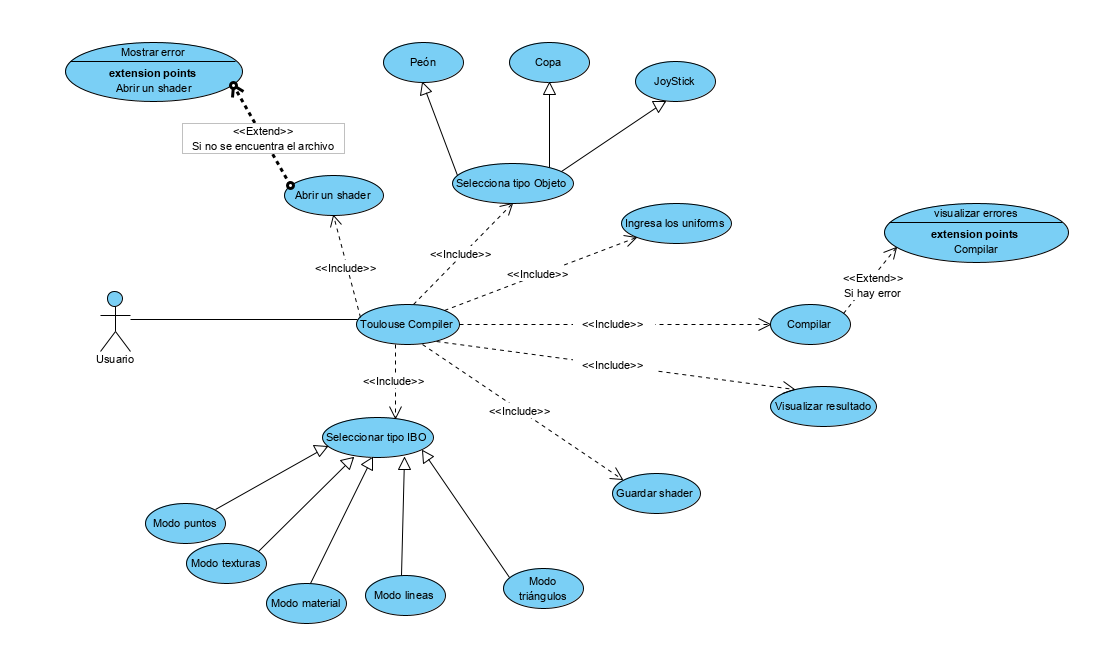 Mostrar error
extension points
Abrir un shader
Peón
Copa
JoyStick
<<Extend>>
Si no se encuentra el archivo
Abrir un shader
Selecciona tipo Objeto
Ingresa los uniforms
visualizar errores
extension points
Compilar
<<Include>>
<<Include>>
<<Include>>
<<Extend>>
Si hay error
Usuario
Toulouse Compiler
<<Include>>
Compilar
<<Include>>
<<Include>>
Visualizar resultado
<<Include>>
Seleccionar tipo IBO
Guardar shader
Modo puntos
Modo texturas
Modo material
Modo lineas
Modo
triángulos